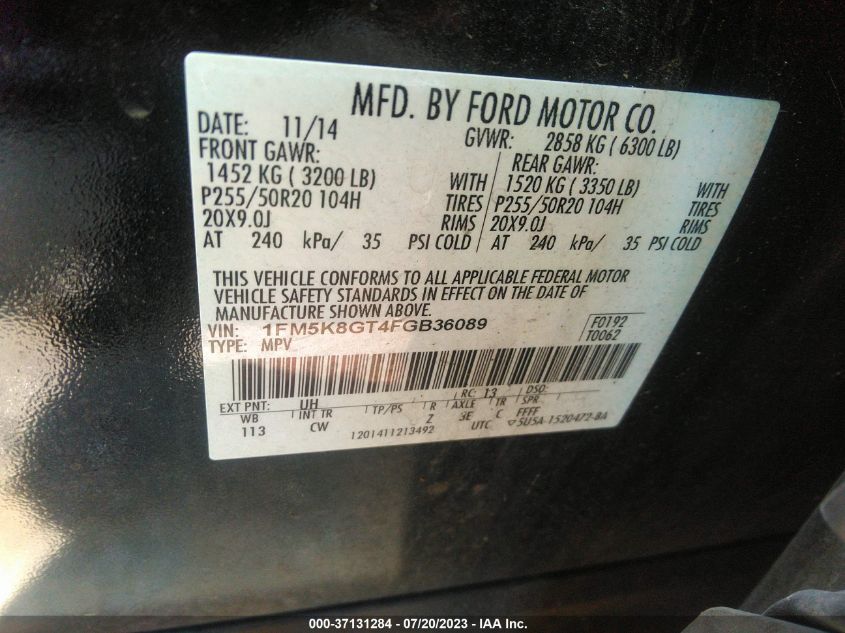 MFD. BY FORD MOTOR CO.
DATE: 11/14 GVWR: 2858 KG ( 6300 LB)
FRONT GAWR: REAR GAWR:
1452 KG ( 3200 LB) WITH 1520 KG ( 3350 LB) WITH
P255/50R20 104H TIRES P255/50R20 104H TIRES
20X9.0J RIMS 20X9.0J RIMS
AT 240 kPa/ 35 PSI COLD AT 240 kPa/ 35 PSI COLD
THIS VEHICLE CONFORMS TO ALL APPLICABLE FEDERAL MOTOR
VEHICLE SAFETY STANDARDS IN EFFECT ON THE DATE OF
MANUFACTURE SHOWN ABOVE.
VIN: 1FM5K8GT4FGB36089 F0192
TYPE: MPV T0062
EXT PNT: UH RC: 13 DSO:
WB INT TR TP/PS R AXLE TR SPR
113 CW Z 3E C FFFF
1201411213492 UTC 5U5A-1520472-BA
000-37131284 / 07/20/2023 - IAA Inc.